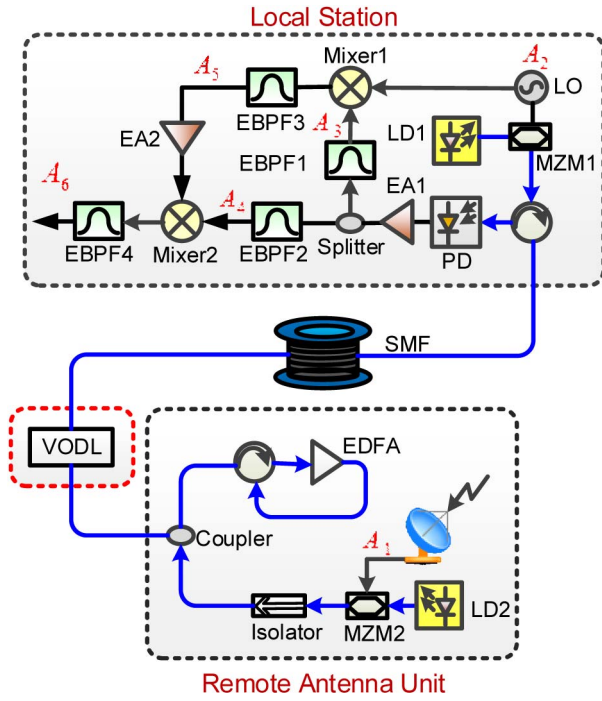 Local Station
Mixer1
A2
A5
LO
EBPF3
A3
LD1
EA2
EBPF1
MZM1
A6
EA1
A4
Splitter
PD
EBPF4
Mixer2
EBPF2
SMF
VODL
EDFA
Coupler
A1
LD2
Isolator
MZM2
Remote Antenna Unit